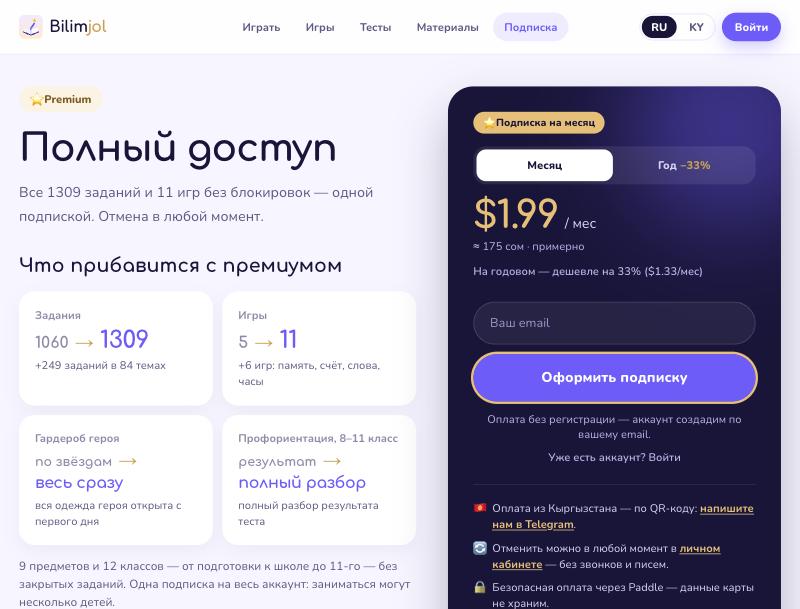 Bilimjol
Играть Игры Тесты Материалы Подписка
RU KY Войти
⭐Premium
Полный доступ
Все 1309 заданий и 11 игр без блокировок — одной
подпиской. Отмена в любой момент.
Что прибавится с премиумом
Задания
1060 → 1309
+249 заданий в 84 темах
Игры
5 → 11
+6 игр: память, счёт, слова,
часы
Гардероб героя
по звёздам →
весь сразу
вся одежда героя открыта с
первого дня
Профориентация, 8–11 класс
результат →
полный разбор
полный разбор результата
теста
9 предметов и 12 классов — от подготовки к школе до 11-го — без
закрытых заданий. Одна подписка на весь аккаунт: заниматься могут
несколько детей.
⭐Подписка на месяц
Месяц Год −33%
$1.99 / мес
≈ 175 сом · примерно
На годовом — дешевле на 33% ($1.33/мес)
Ваш email
Оформить подписку
Оплата без регистрации — аккаунт создадим по
вашему email.
Уже есть аккаунт? Войти
🇰🇬 Оплата из Кыргызстана — по QR-коду: напишите
нам в Telegram.
🔄 Отменить можно в любой момент в личном
кабинете — без звонков и писем.
🔒 Безопасная оплата через Paddle — данные карты
не храним.